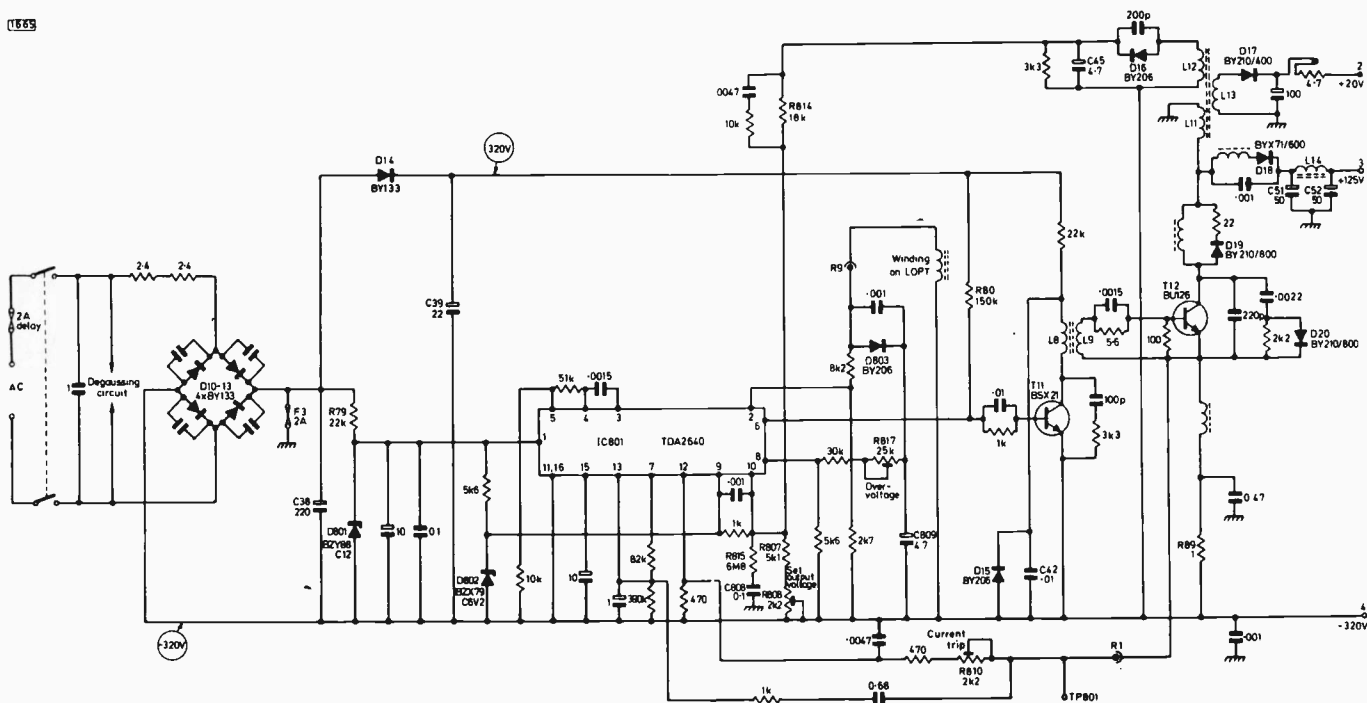 1665
200p
D16
BY206
3k3
C45
4.7
L12
L13
L11
D17
BY210/400
100
4.7
2
+20V
.0047
10k
R814
18k
D14
BY133
320V
BYX71/600
D18
.001
L14
C51
50
C52
50
3
+125V
22
D19
BY210/800
2.4
2.4
2A
delay
AC
1
Degaussing
circuit
D10-13
4xBY133
F3
2A
C38
220
R79
22k
C39
22
R9
Winding
on LOPT
.001
D803
BY206
8k2
R80
150k
22k
L8
L9
.0015
5.6
100
T12
BU126
220p
.0022
2k2
D20
BY210/800
51k
.0015
5
4
3
2
6
8
1
IC801 TDA2640
11,16
15
13
7
12
9
10
.001
30k
R817
25k
Over-
voltage
.01
1k
T11
BSX21
100p
3k3
D801
BZY88
C12
10
0.1
5k6
D802
BZX79
C6V2
10k
10
82k
390k
1
470
1k
R815
6M8
C808
0.1
R807
5k1
Set
output
voltage
R808
2k2
5k6
2k7
C809
4.7
D15
BY206
C42
.01
R89
1
0.47
-320V
.0047
470
Current
trip
R810
2k2
R1
.001
4
-320V
1k
0.68
TP801